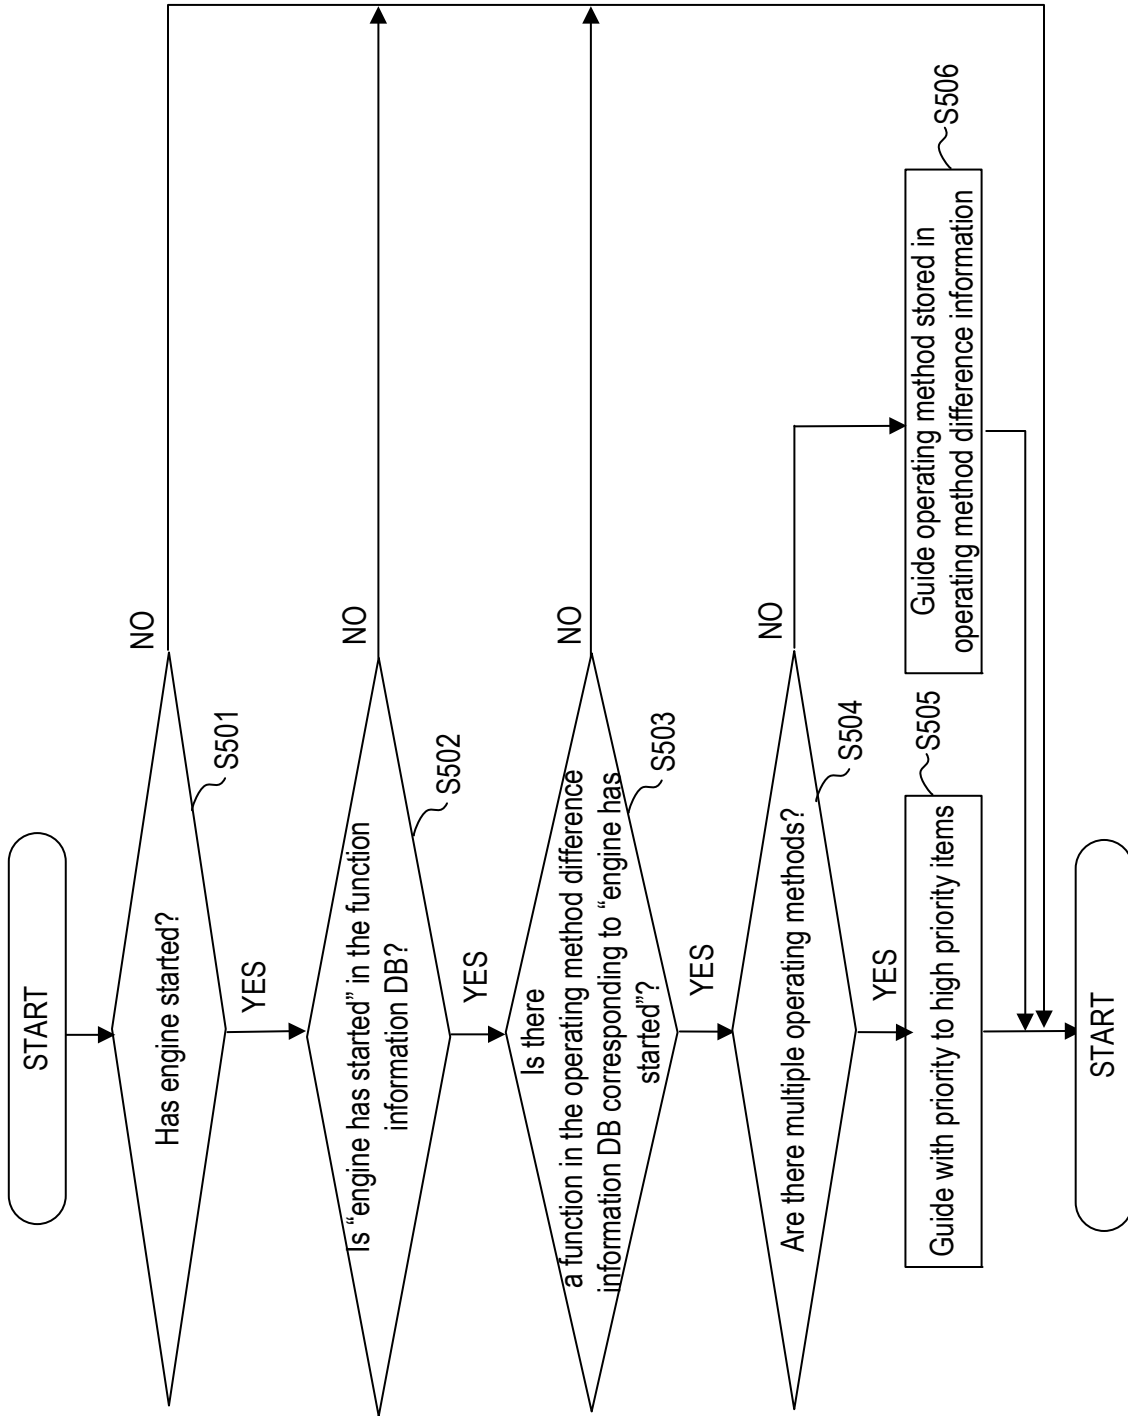 START
Has engine started?
S501
NO
YES
Is “engine has started” in the function
information DB?
S502
NO
YES
Is there
a function in the operating method difference
information DB corresponding to “engine has
started”?
S503
NO
YES
Are there multiple operating methods?
S504
NO
YES
Guide with priority to high priority items
S505
Guide operating method stored in
operating method difference information
S506
START